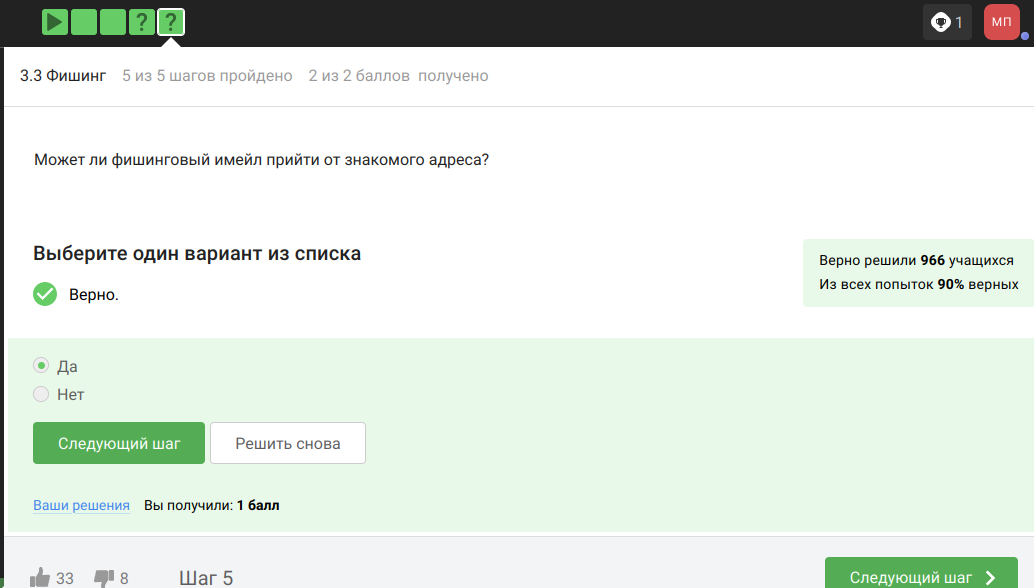 ? ?
1 МП
3.3 Фишинг 5 из 5 шагов пройдено 2 из 2 баллов получено
Может ли фишинговый имейл прийти от знакомого адреса?
Выберите один вариант из списка
Верно.
Верно решили 966 учащихся
Из всех попыток 90% верных
Да
Нет
Следующий шаг Решить снова
Ваши решения Вы получили: 1 балл
33 8 Шаг 5 Следующий шаг